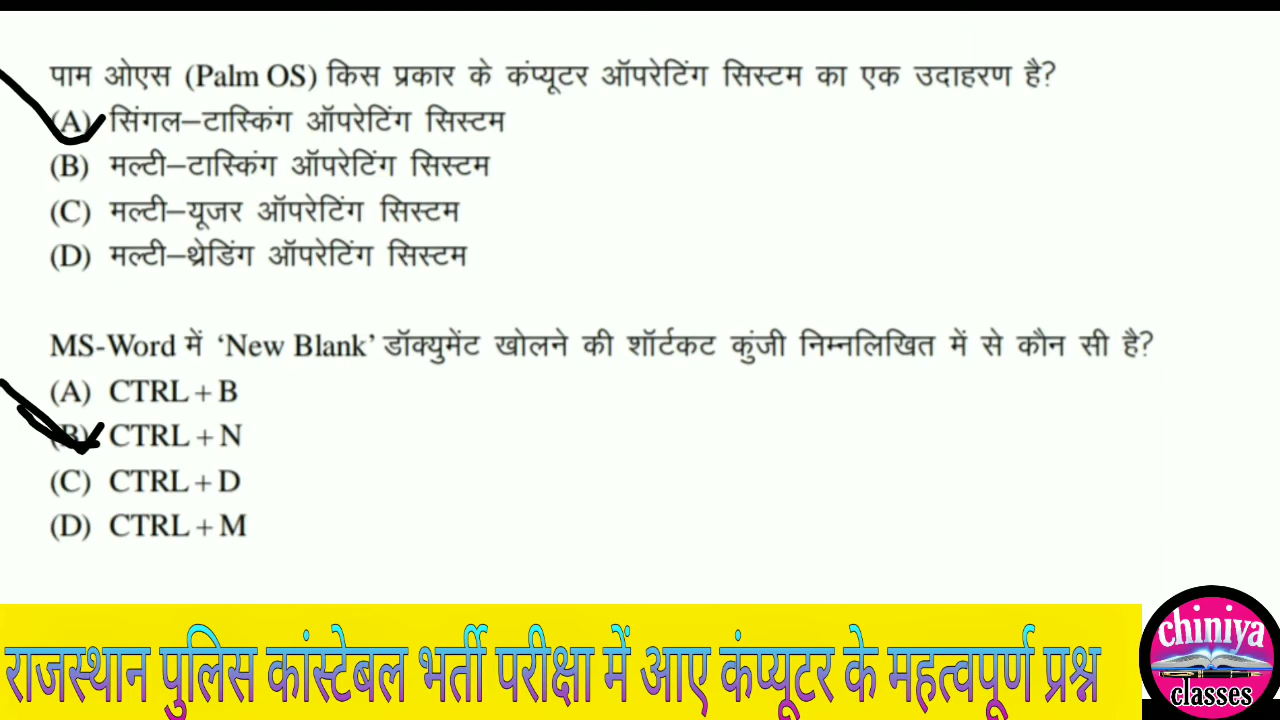 पाम ओएस (Palm OS) किस प्रकार के कंप्यूटर ऑपरेटिंग सिस्टम का एक उदाहरण है?
(A) सिंगल–टास्किंग ऑपरेटिंग सिस्टम
(B) मल्टी–टास्किंग ऑपरेटिंग सिस्टम
(C) मल्टी–यूजर ऑपरेटिंग सिस्टम
(D) मल्टी–थ्रेडिंग ऑपरेटिंग सिस्टम
MS-Word में ‘New Blank’ डॉक्युमेंट खोलने की शॉर्टकट कुंजी निम्नलिखित में से कौन सी है?
(A) CTRL + B
(B) CTRL + N
(C) CTRL + D
(D) CTRL + M
राजस्थान पुलिस कांस्टेबल भर्ती परीक्षा में आए कंप्यूटर के महत्वपूर्ण प्रश्न
chiniya
classes